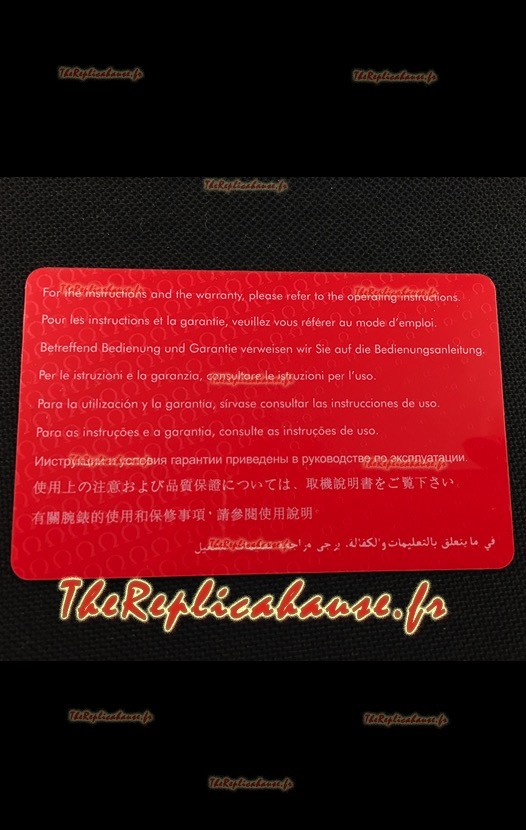 TheReplicahause.fr
TheReplicahause.fr
TheReplicahause.fr
For the instructions and the warranty, please refer to the operating instructions.
Pour les instructions et la garantie, veuillez vous référer au mode d'emploi.
Betreffend Bedienung und Garantie verweisen wir Sie auf die Bedienungsanleitung.
Per le istruzioni e la garanzia, consultare le istruzioni per l'uso.
Para la utilización y la garantía, sírvase consultar las instrucciones de uso.
Para as instruções e a garantia, consulte as instruções de uso.
Инструкции и условия гарантии приведены в руководстве по эксплуатации.
使用上の注意および品質保證については、取機說明書をご覧下さい
有關腕錶的使用和保修事項，請參閱使用說明
في ما يتعلق بالتعليمات والكفالة، يرجى مراجعة
TheReplicahause.fr
TheReplicahause.fr
TheReplicahause.fr
TheReplicahause.fr